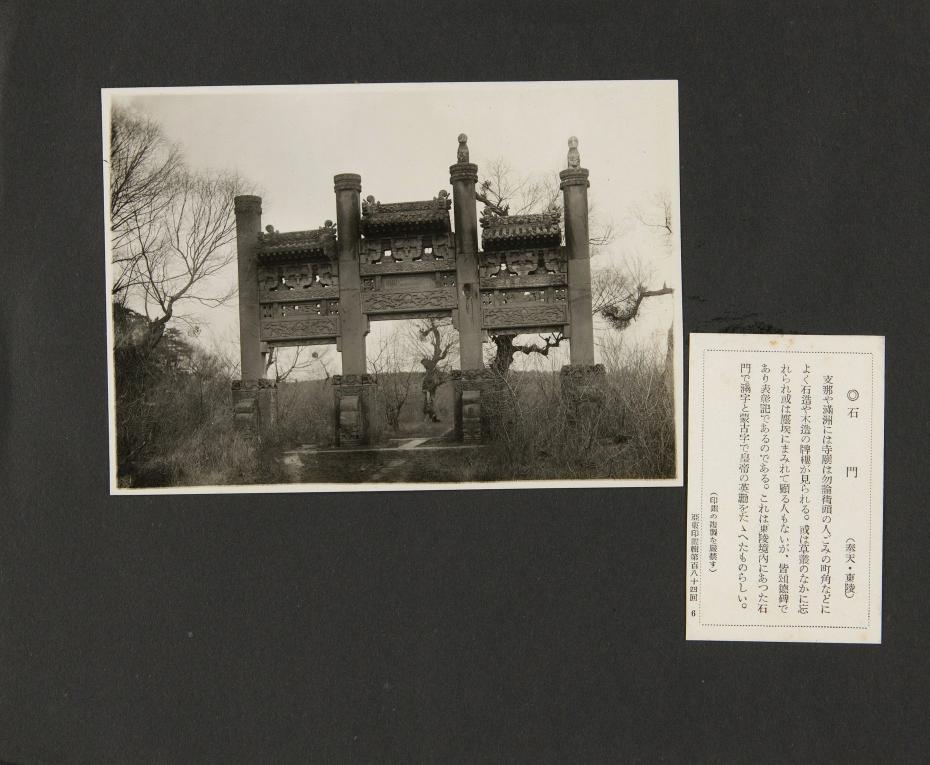 ◎石門 (奉天・東陵)
支那や滿洲には寺廟は勿論街頭の人ごみの町角などに
よく石造や木造の牌樓が見られる。或は草叢のなかに忘
れられ或は塵埃にまみれて顧る人もないが、皆頌德碑で
あり表彰記であるのである。これは東陵境內にあつた石
門で滿字と蒙古字で皇帝の英勳をたゝへたものらしい。
(印畫の複製を嚴禁す)
亞東印畫輯第百八十四回 6